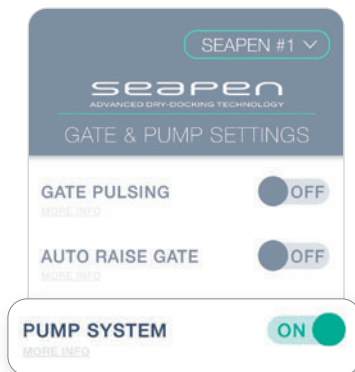 SEAPEN #1
SEAPEN
ADVANCED DRY-DOCKING TECHNOLOGY
GATE & PUMP SETTINGS
GATE PULSING OFF
MORE INFO
AUTO RAISE GATE OFF
MORE INFO
PUMP SYSTEM ON
MORE INFO